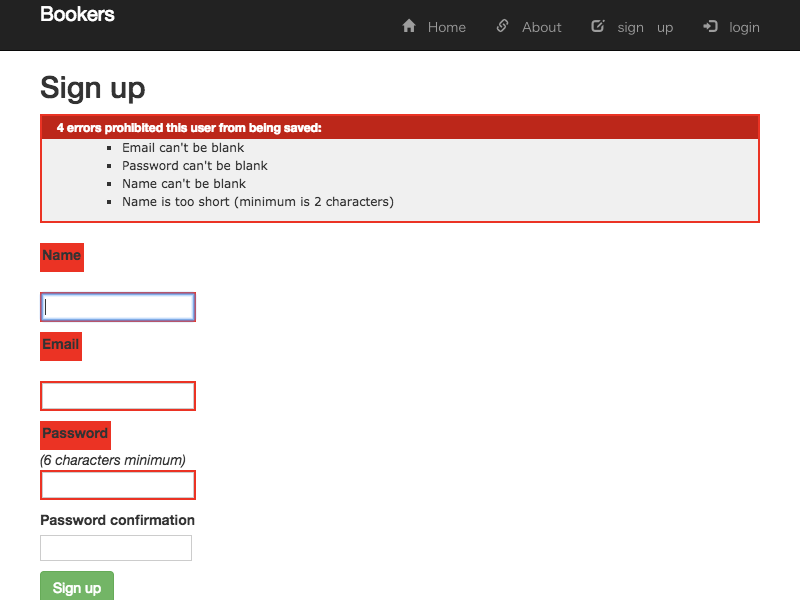 Bookers
Home About sign up login
Sign up
4 errors prohibited this user from being saved:
Email can't be blank
Password can't be blank
Name can't be blank
Name is too short (minimum is 2 characters)
Name
Email
Password
(6 characters minimum)
Password confirmation
Sign up